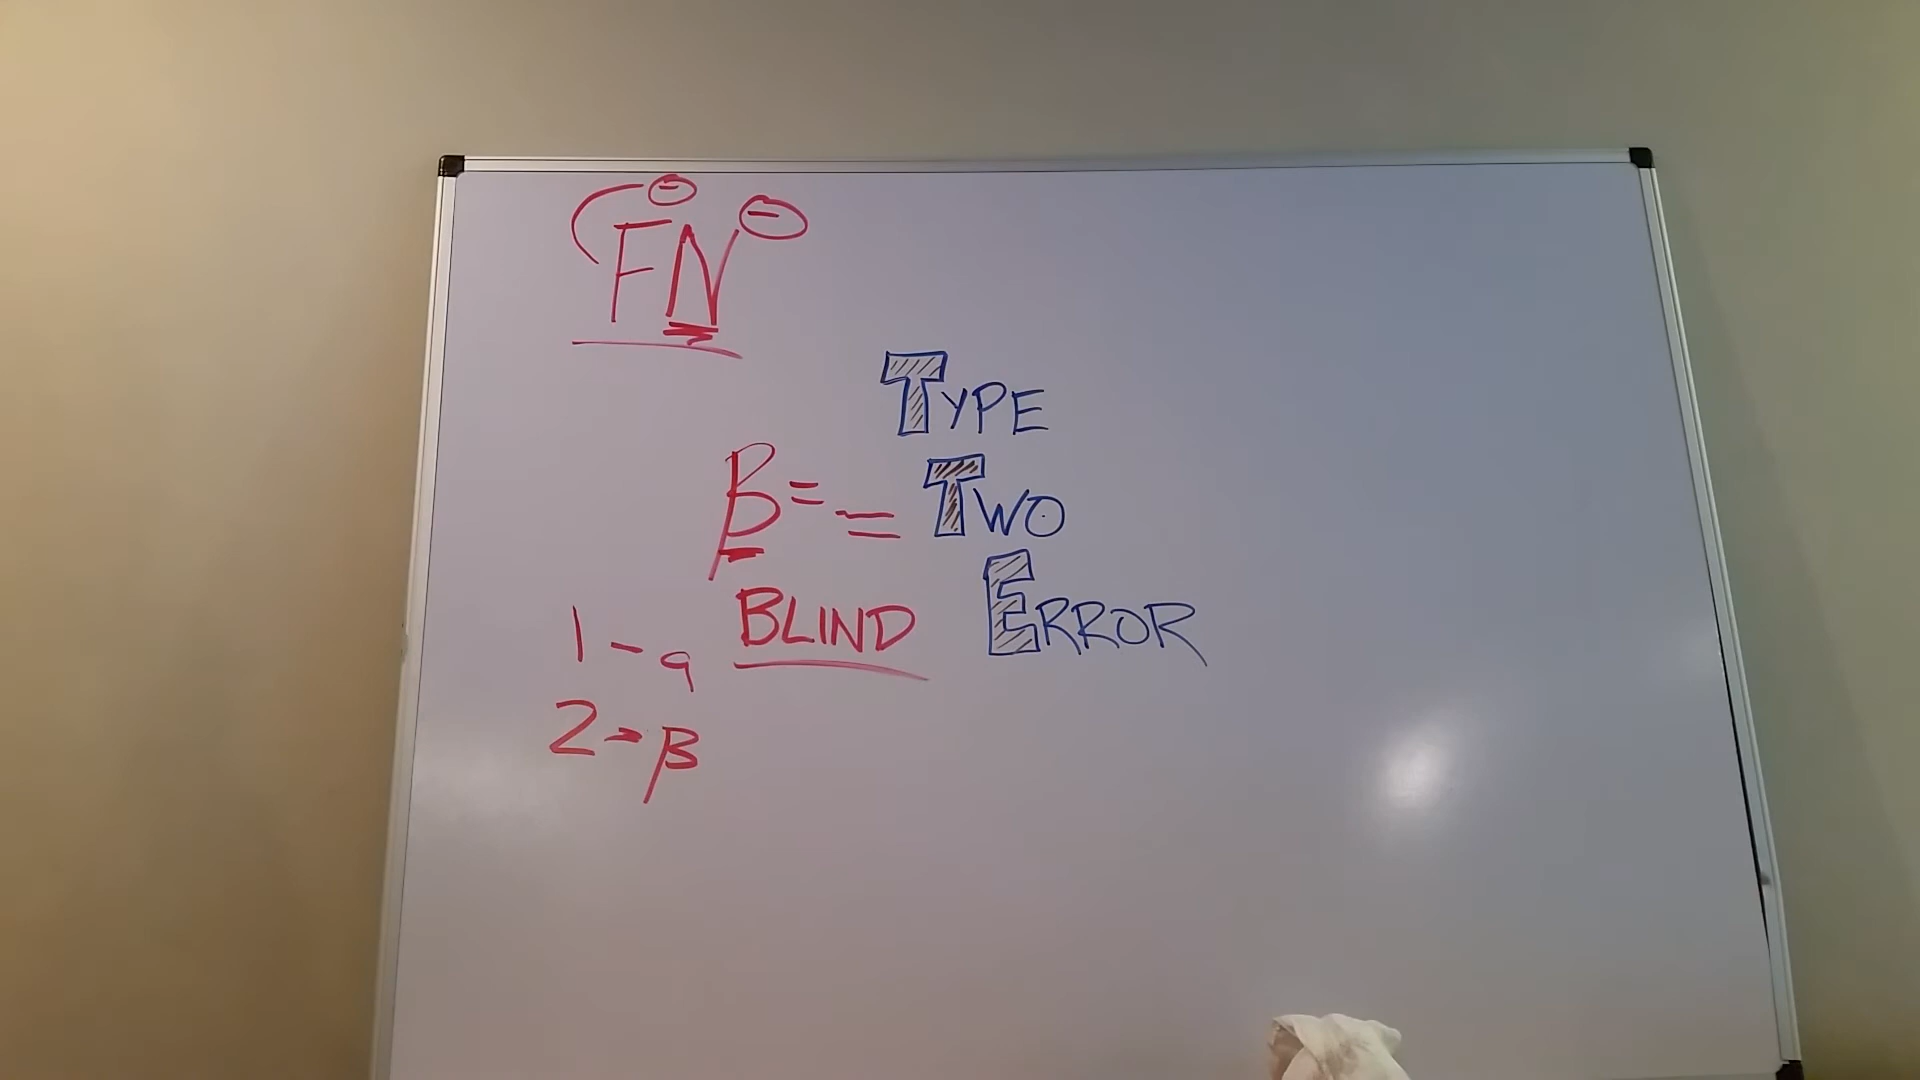 FN
TYPE
β = = TWO
BLIND ERROR
1 - a
2 - β